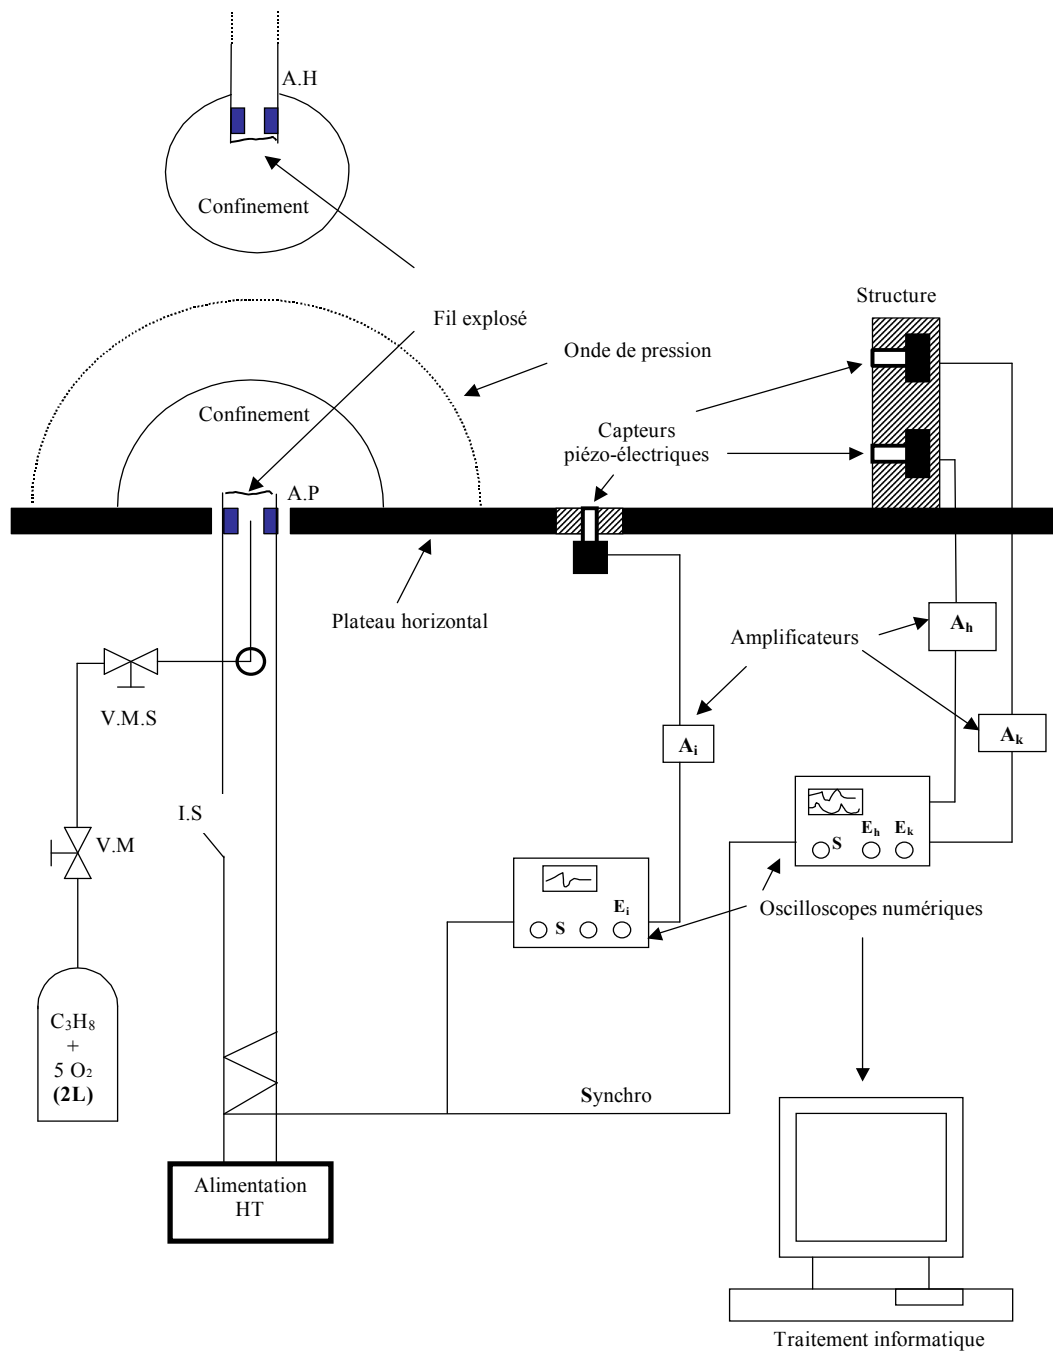 A.H
Confinement
Structure
Fil explosé
Onde de pression
Confinement
Capteurs
piézo-électriques
A.P
Plateau horizontal
Amplificateurs
Ah
V.M.S
Ai
Ak
I.S
V.M
S
Eh
Ek
Ei
S
Oscilloscopes numériques
C3H8
+
5 O2
(2L)
Synchro
Alimentation
HT
Traitement informatique